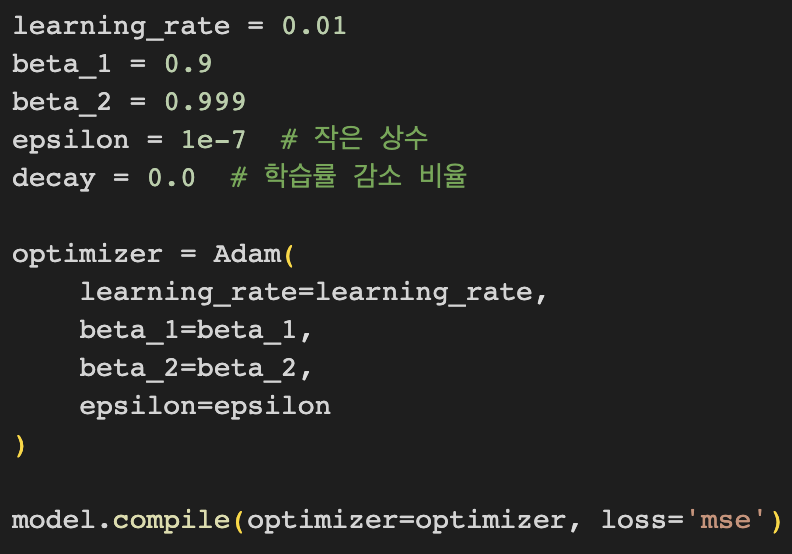 learning_rate = 0.01
beta_1 = 0.9
beta_2 = 0.999
epsilon = 1e-7  # 작은 상수
decay = 0.0  # 학습률 감소 비율

optimizer = Adam(
    learning_rate=learning_rate,
    beta_1=beta_1,
    beta_2=beta_2,
    epsilon=epsilon
)

model.compile(optimizer=optimizer, loss='mse')